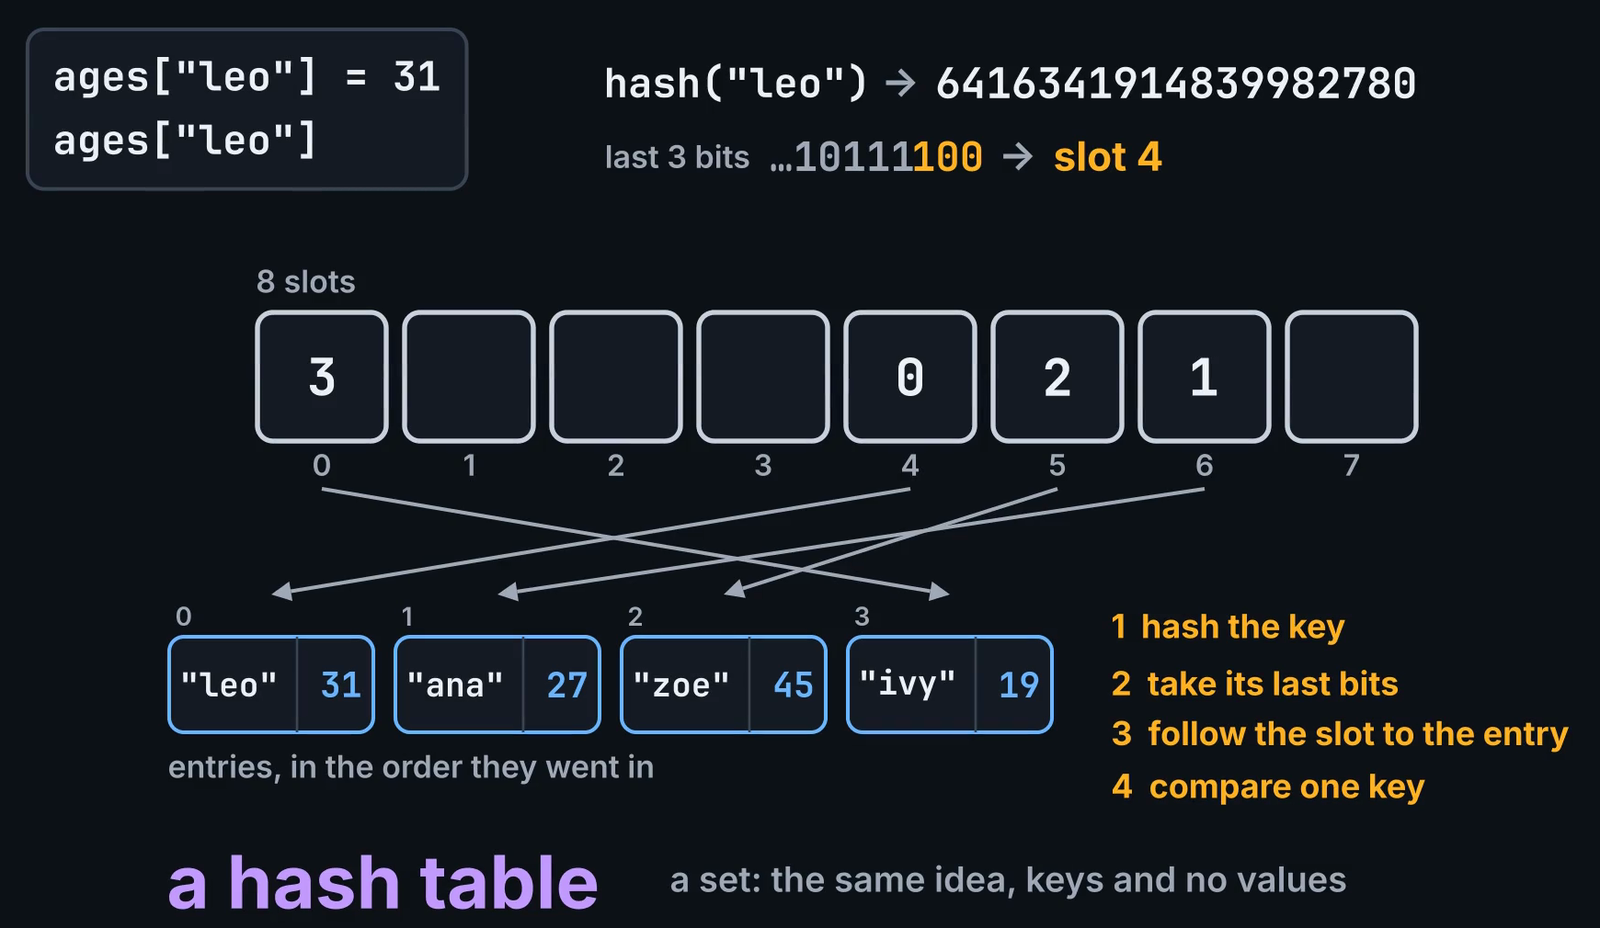 ages["leo"] = 31
ages["leo"]
hash("leo") → 6416341914839982780
last 3 bits …10111100 → slot 4
8 slots
3 0 2 1
0 1 2 3 4 5 6 7
0 1 2 3
"leo" 31 "ana" 27 "zoe" 45 "ivy" 19
entries, in the order they went in
1 hash the key
2 take its last bits
3 follow the slot to the entry
4 compare one key
a hash table
a set: the same idea, keys and no values